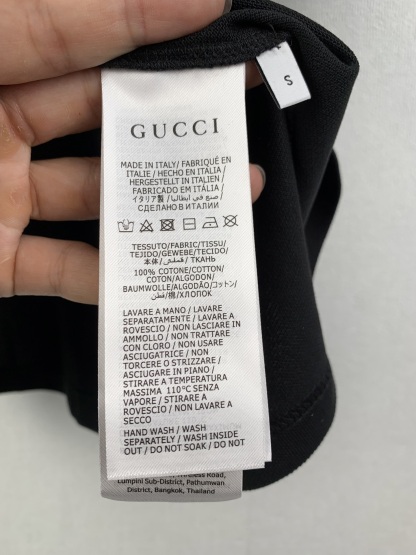 S
GUCCI
MADE IN ITALY/ FABRIQUÉ EN
ITALIE / HECHO EN ITALIA/
HERGESTELLT IN ITALIEN /
FABRICADO EM ITÁLIA /
イタリア製 / صنع في ايطاليا /
СДЕЛАНО В ИТАЛИИ
TESSUTO/FABRIC/TISSU/
TEJIDO/GEWEBE/TECIDO/
本体/ قماش/ ТКАНЬ
100% COTONE/COTTON/
COTON/ALGODON/
BAUMWOLLE/ALGODÃO/コットン/
قطن/棉/ХЛОПОК
LAVARE A MANO / LAVARE
SEPARATAMENTE / LAVARE A
ROVESCIO / NON LASCIARE IN
AMMOLLO / NON TRATTARE
CON CLORO / NON USARE
ASCIUGATRICE / NON
TORCERE O STRIZZARE /
ASCIUGARE IN PIANO /
STIRARE A TEMPERATURA
MASSIMA 110°C SENZA
VAPORE / STIRARE A
ROVESCIO / NON LAVARE A
SECCO
HAND WASH / WASH
SEPARATELY / WASH INSIDE
OUT / DO NOT SOAK / DO NOT
Wireless Road,
Lumpini Sub-District, Pathumwan
District, Bangkok, Thailand